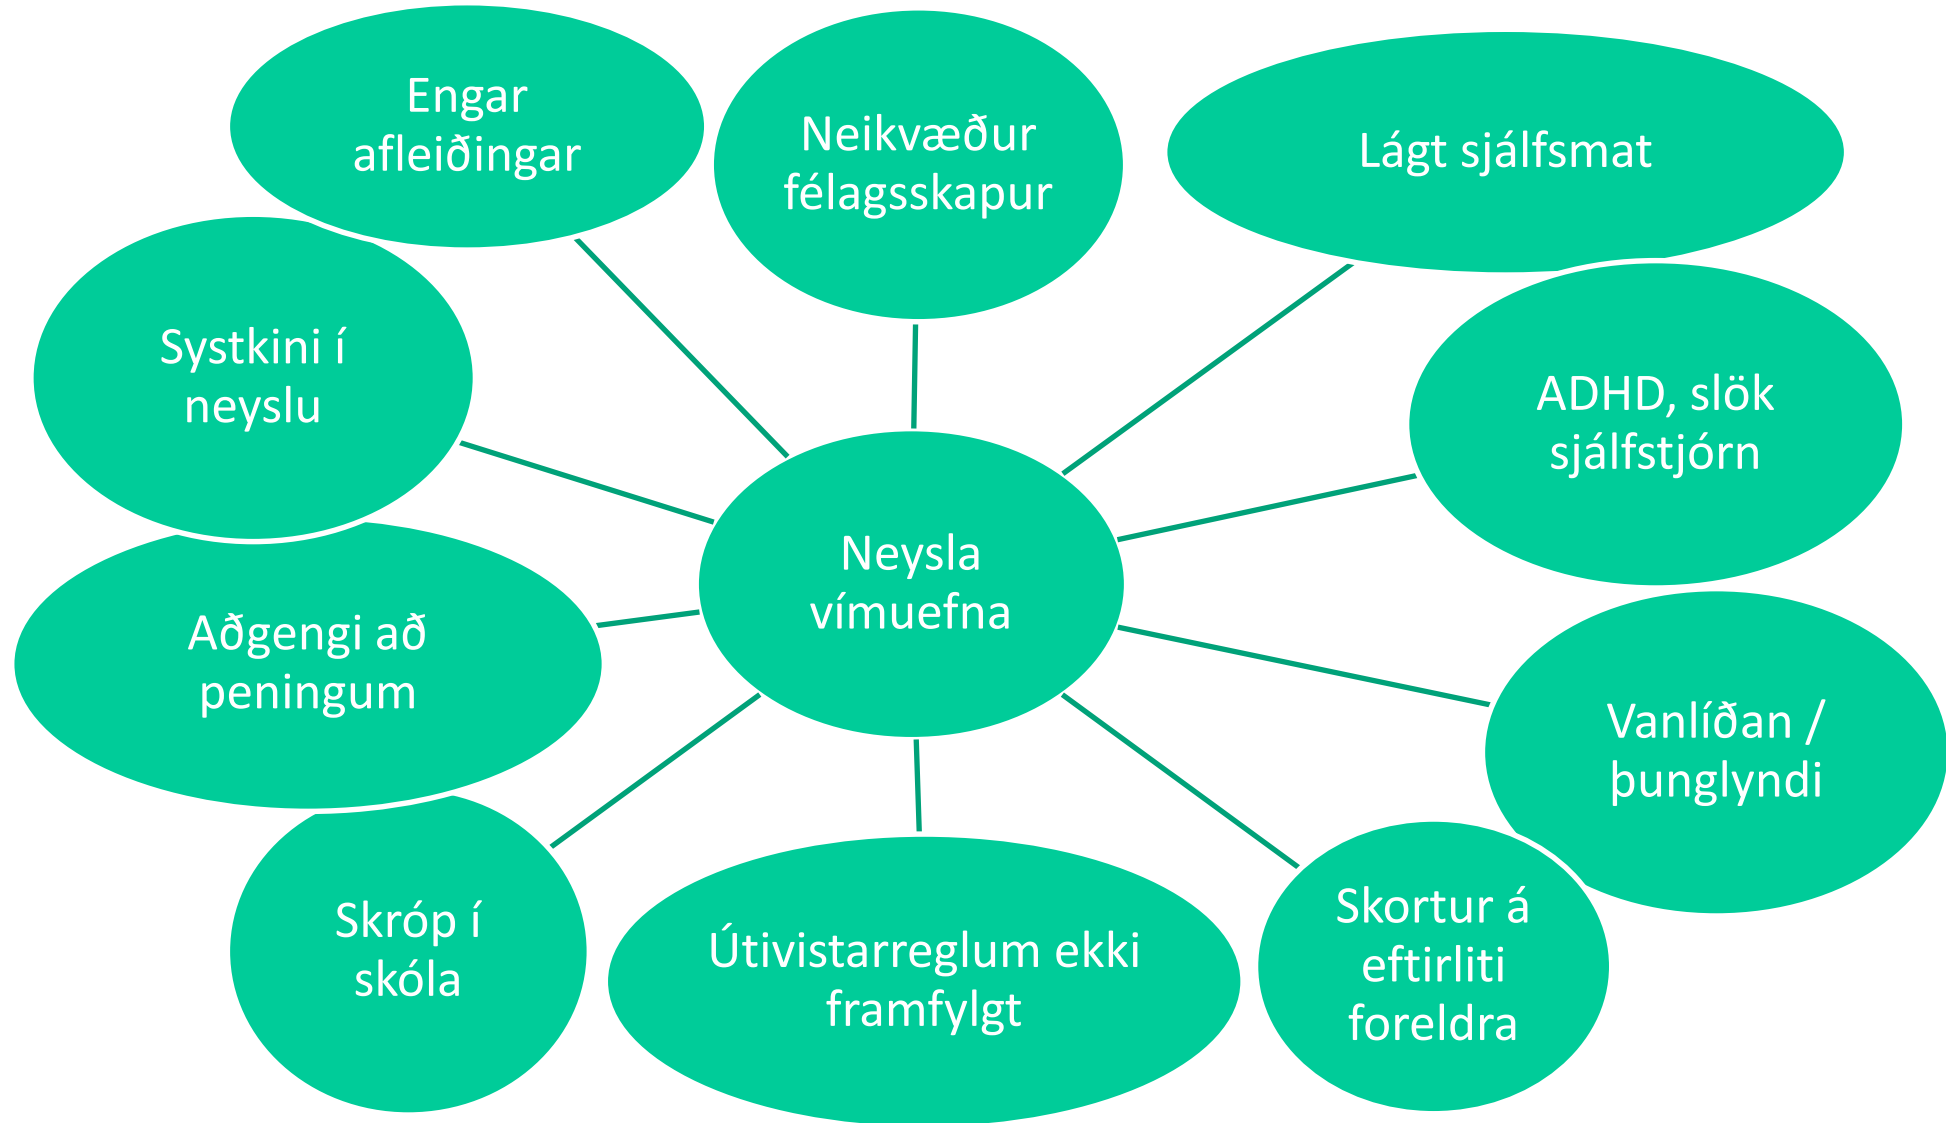 Engar
afleiðingar
Neikvæður
félagsskapur
Lágt sjálfsmat
Systkini í
neyslu
ADHD, slök
sjálfstjórn
Neysla
vímuefna
Aðgengi að
peningum
Vanlíðan /
þunglyndi
Skróp í
skóla
Útivistarreglum ekki
framfylgt
Skortur á
eftirliti
foreldra